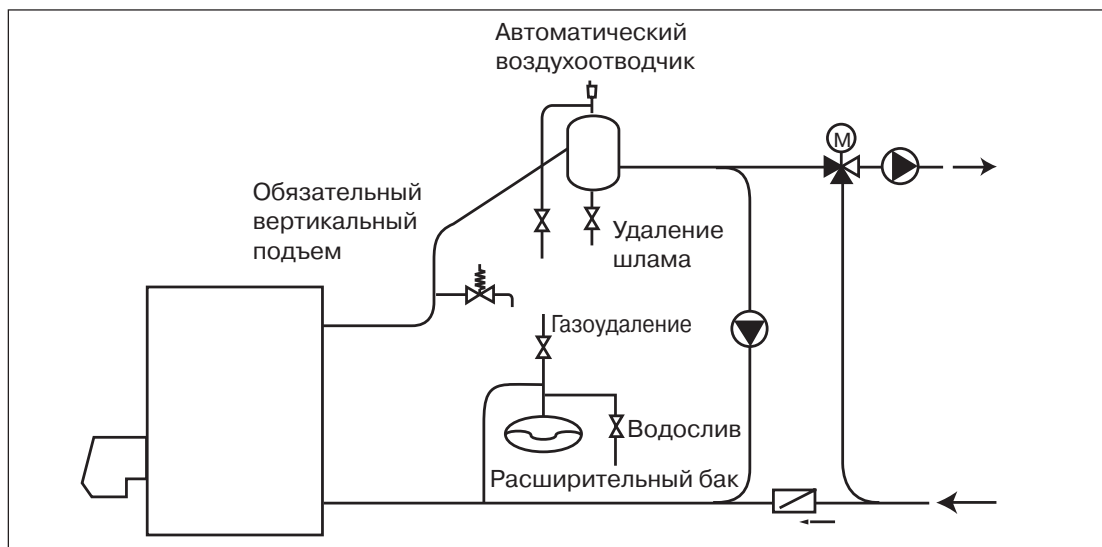 Автоматический
воздухоотводчик
M
Обязательный
вертикальный
подъем
Удаление
шлама
Газоудаление
Водослив
Расширительный бак